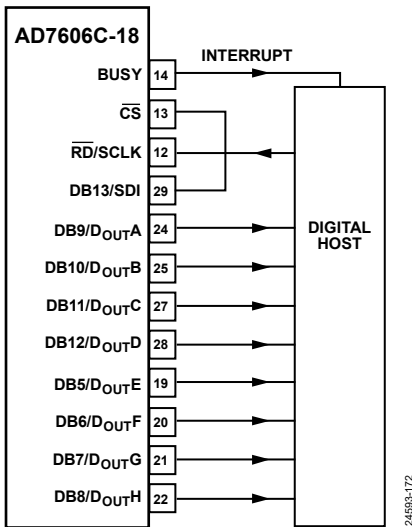 AD7606C-18
INTERRUPT
BUSY 14
CS 13
RD/SCLK 12
DB13/SDI 29
DB9/DOUTA 24
DIGITAL
HOST
DB10/DOUTB 25
DB11/DOUTC 27
DB12/DOUTD 28
DB5/DOUTE 19
DB6/DOUTF 20
DB7/DOUTG 21
DB8/DOUTH 22
24593-172